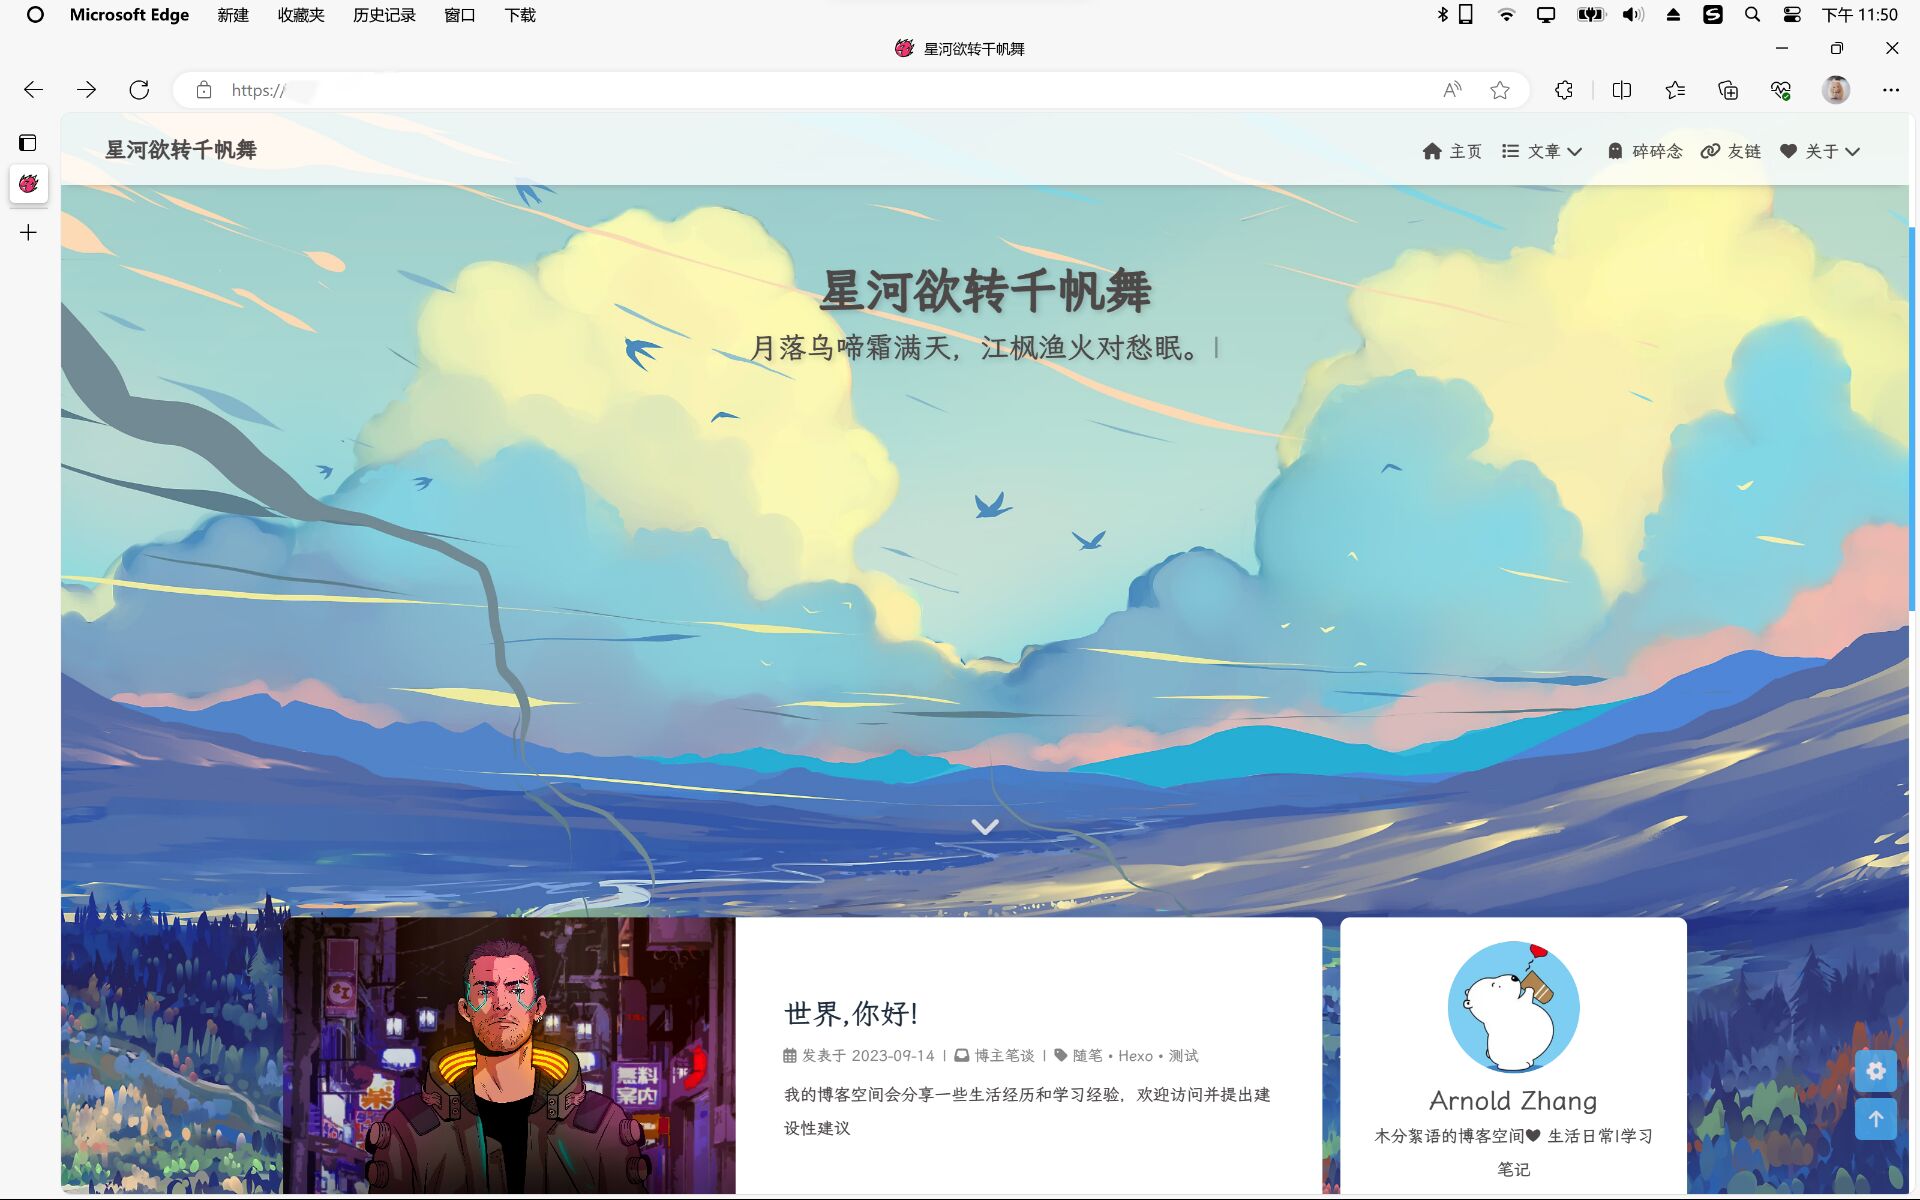 Microsoft Edge 新建 收藏夹 历史记录 窗口 下载 下午 11:50
星河欲转千帆舞
https://
星河欲转千帆舞 主页 文章 碎碎念 友链 关于
星河欲转千帆舞
月落乌啼霜满天，江枫渔火对愁眠。|
無料
案内
世界,你好!
发表于 2023-09-14 | 博主笔谈 | 随笔 • Hexo • 测试
我的博客空间会分享一些生活经历和学习经验，欢迎访问并提出建
设性建议
Arnold Zhang
木分絮语的博客空间 生活日常|学习
笔记